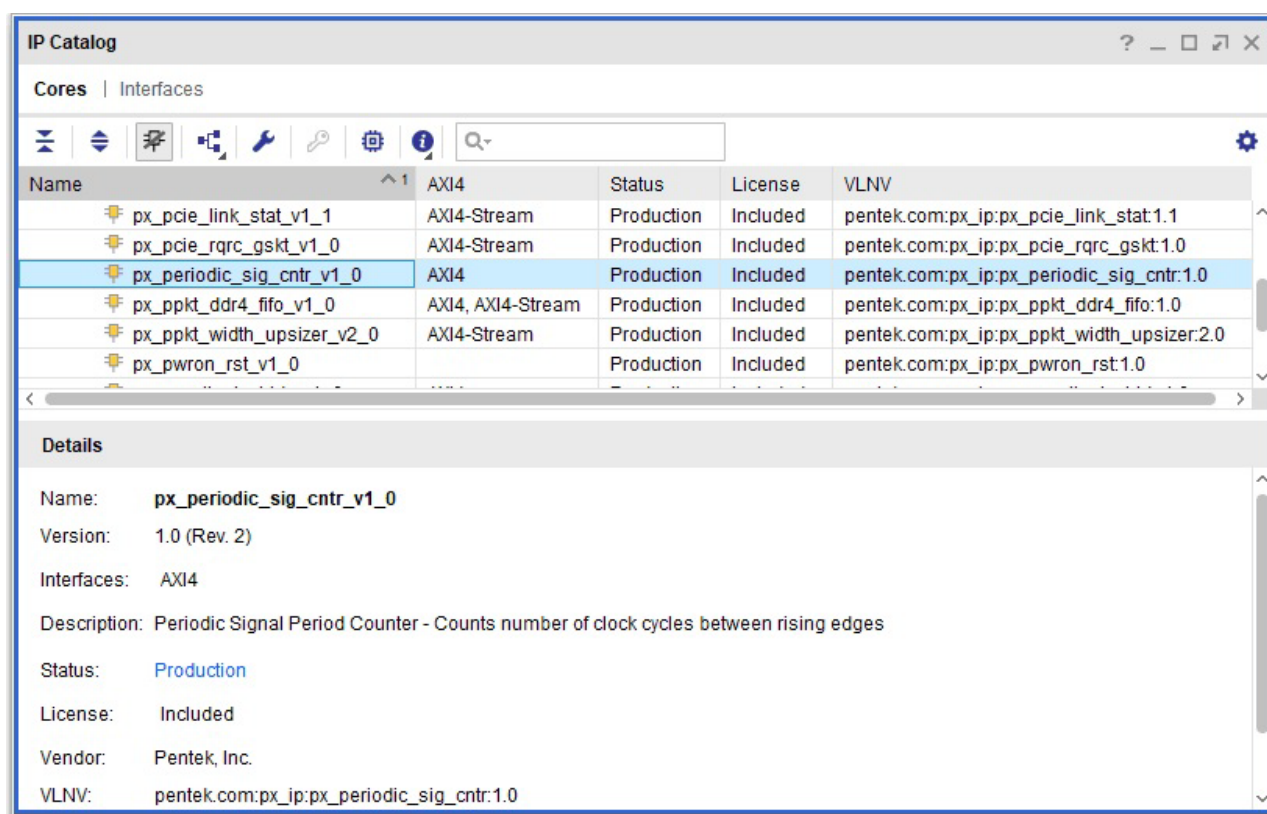 IP Catalog
Cores | Interfaces
Name 1 AXI4 Status License VLNV
px_pcie_link_stat_v1_1 AXI4-Stream Production Included pentek.com:px_ip:px_pcie_link_stat:1.1
px_pcie_rqrc_gskt_v1_0 AXI4-Stream Production Included pentek.com:px_ip:px_pcie_rqrc_gskt:1.0
px_periodic_sig_cntr_v1_0 AXI4 Production Included pentek.com:px_ip:px_periodic_sig_cntr:1.0
px_ppkt_ddr4_fifo_v1_0 AXI4, AXI4-Stream Production Included pentek.com:px_ip:px_ppkt_ddr4_fifo:1.0
px_ppkt_width_upsizer_v2_0 AXI4-Stream Production Included pentek.com:px_ip:px_ppkt_width_upsizer:2.0
px_pwron_rst_v1_0 Production Included pentek.com:px_ip:px_pwron_rst:1.0
Details
Name: px_periodic_sig_cntr_v1_0
Version: 1.0 (Rev. 2)
Interfaces: AXI4
Description: Periodic Signal Period Counter - Counts number of clock cycles between rising edges
Status: Production
License: Included
Vendor: Pentek, Inc.
VLNV: pentek.com:px_ip:px_periodic_sig_cntr:1.0